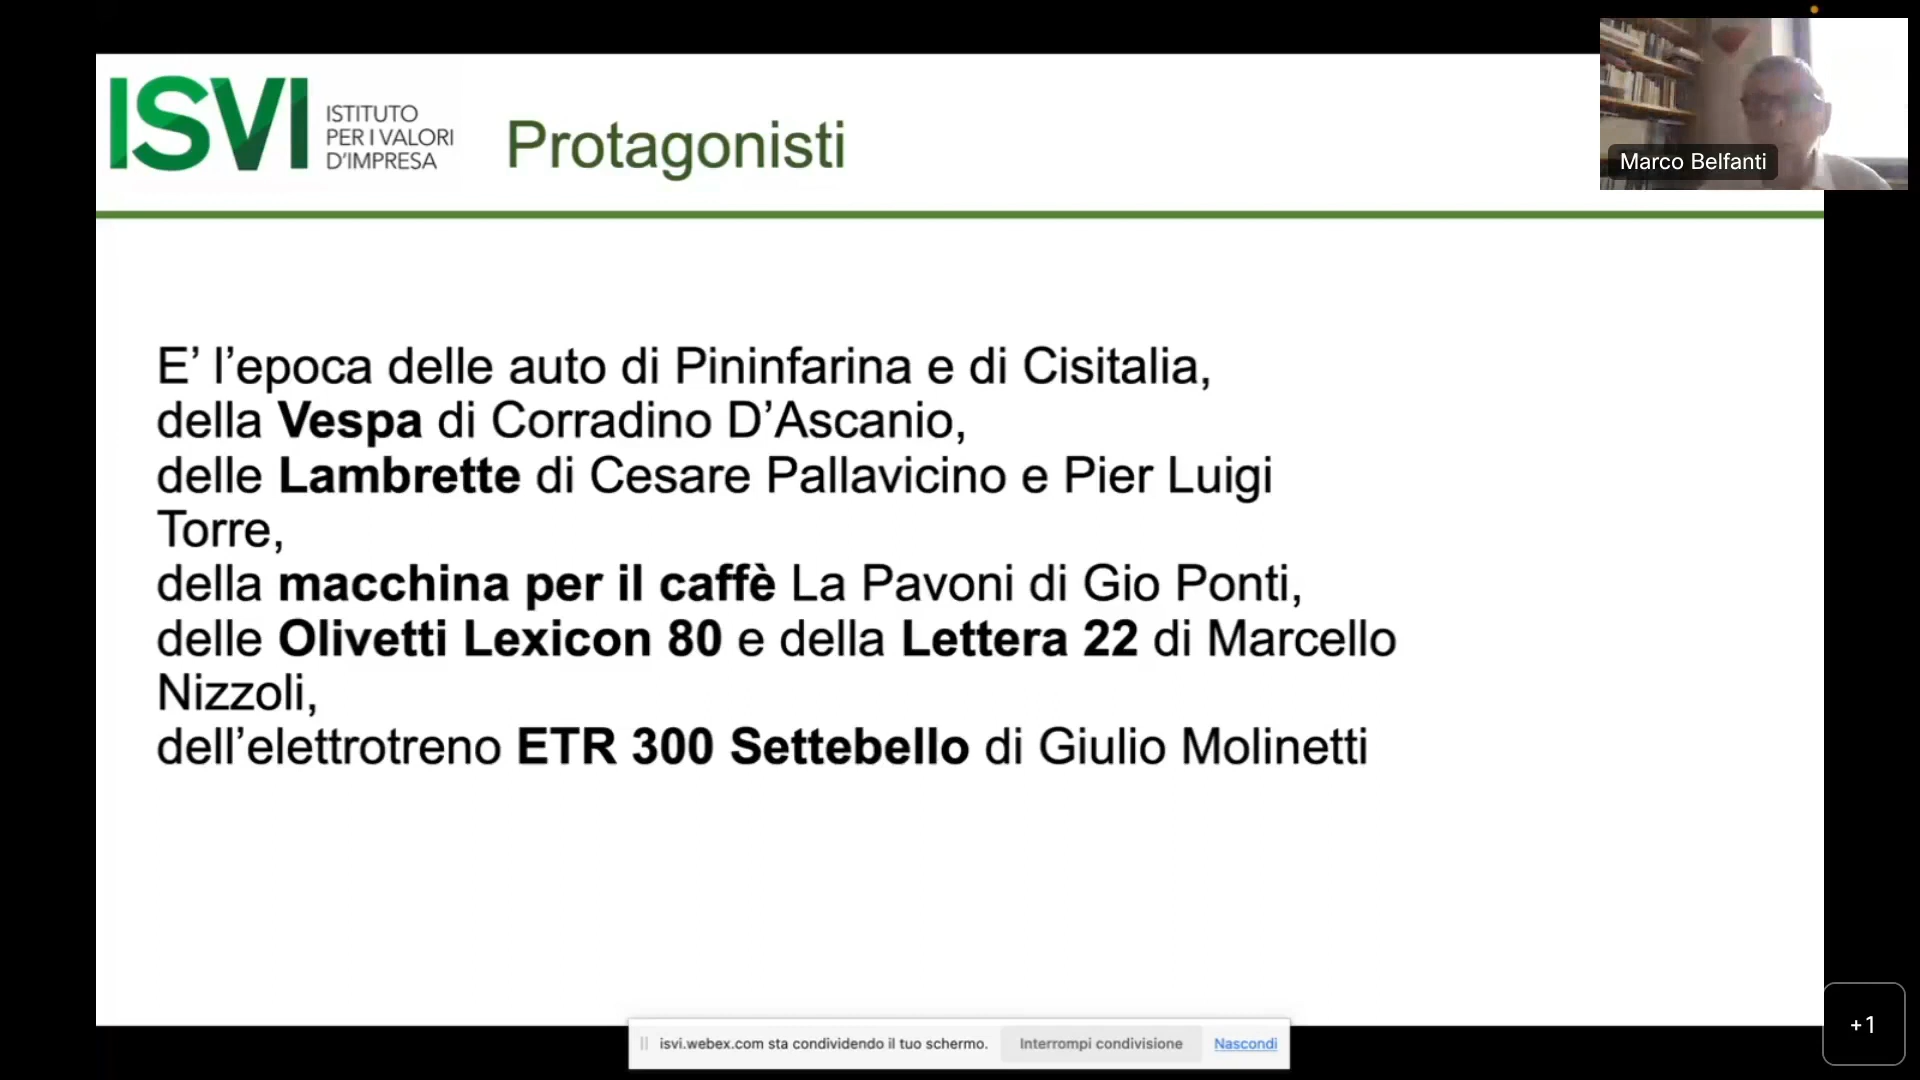 ISVI
ISTITUTO
PER I VALORI
D'IMPRESA
Protagonisti
Marco Belfanti
E' l'epoca delle auto di Pininfarina e di Cisitalia,
della Vespa di Corradino D'Ascanio,
delle Lambrette di Cesare Pallavicino e Pier Luigi
Torre,
della macchina per il caffè La Pavoni di Gio Ponti,
delle Olivetti Lexicon 80 e della Lettera 22 di Marcello
Nizzoli,
dell'elettrotreno ETR 300 Settebello di Giulio Molinetti
isvi.webex.com sta condividendo il tuo schermo.
Interrompi condivisione
Nascondi
+1